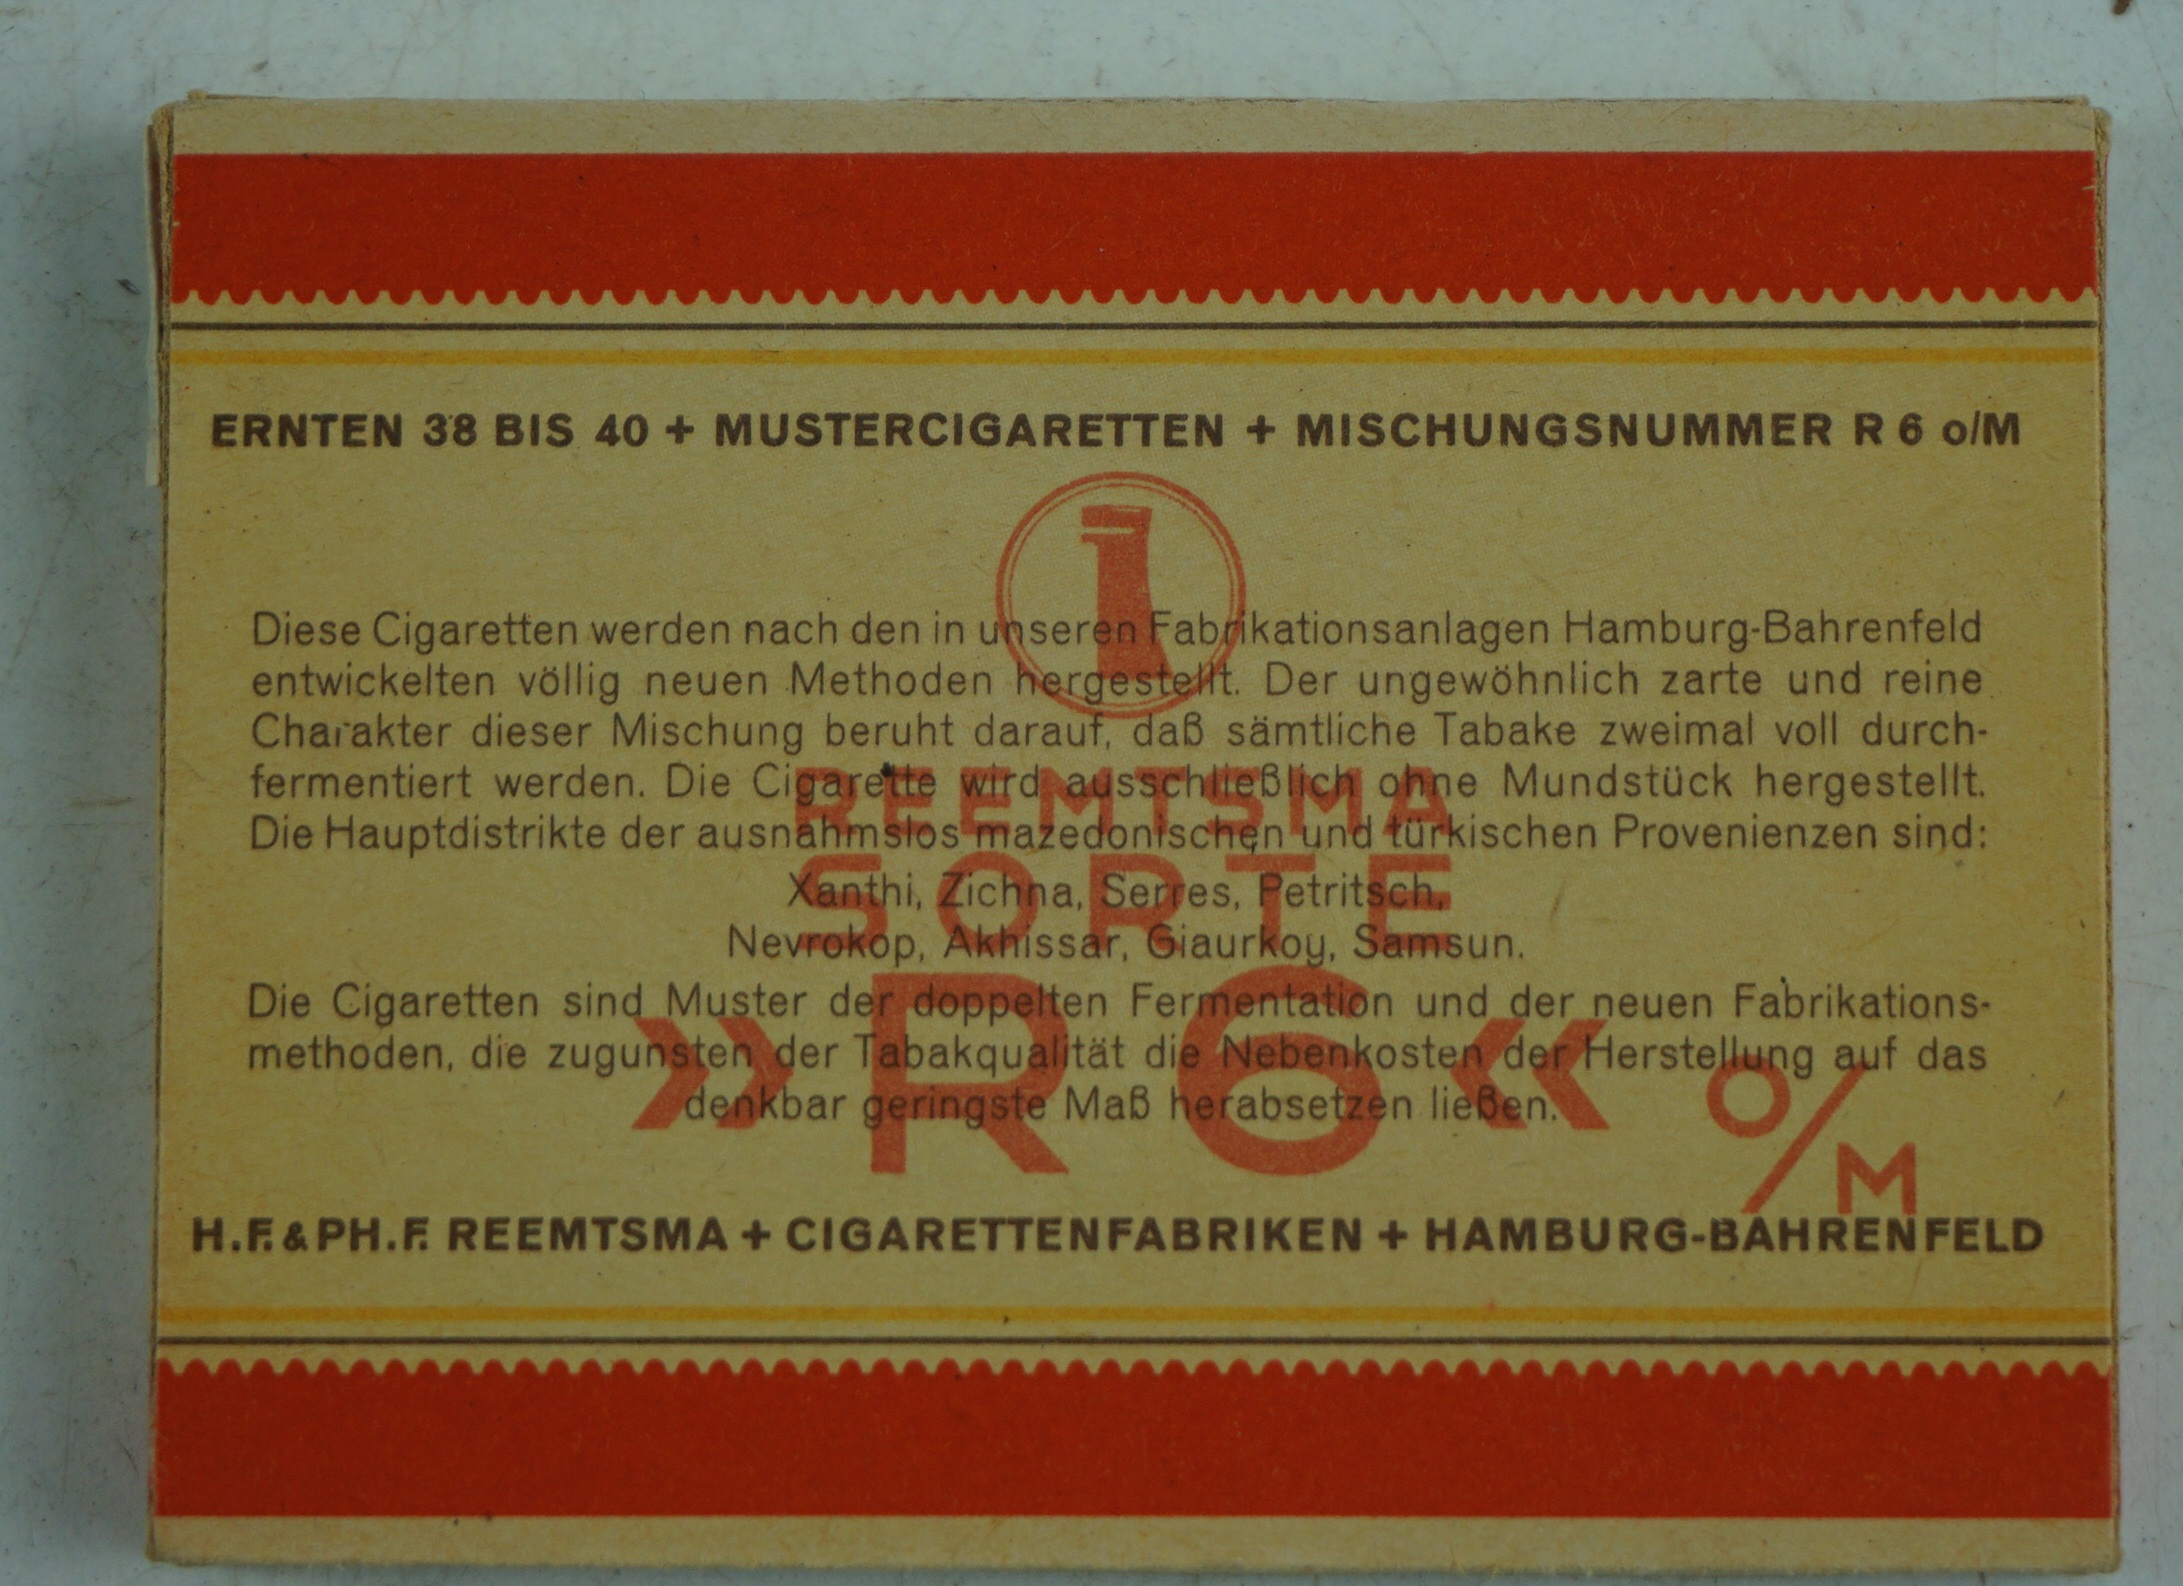 ERNTEN 38 BIS 40 + MUSTERCIGARETTEN + MISCHUNGSNUMMER R 6 o/M
Diese Cigaretten werden nach den in unseren Fabrikationsanlagen Hamburg-Bahrenfeld
entwickelten völlig neuen Methoden hergestellt. Der ungewöhnlich zarte und reine
Charakter dieser Mischung beruht darauf, daß sämtliche Tabake zweimal voll durch-
fermentiert werden. Die Cigarette wird ausschließlich ohne Mundstück hergestellt.
Die Hauptdistrikte der ausnahmslos mazedonischen und türkischen Provenienzen sind:
Xanthi, Zichna, Serres, Petritsch,
Nevrokop, Akhissar, Giaurkoy, Samsun.
Die Cigaretten sind Muster der doppelten Fermentation und der neuen Fabrikations-
methoden, die zugunsten der Tabakqualität die Nebenkosten der Herstellung auf das
denkbar geringste Maß herabsetzen ließen.
REEMTSMA
SORTE
»R6« O/M
H.F. & PH.F. REEMTSMA + CIGARETTENFABRIKEN + HAMBURG-BAHRENFELD